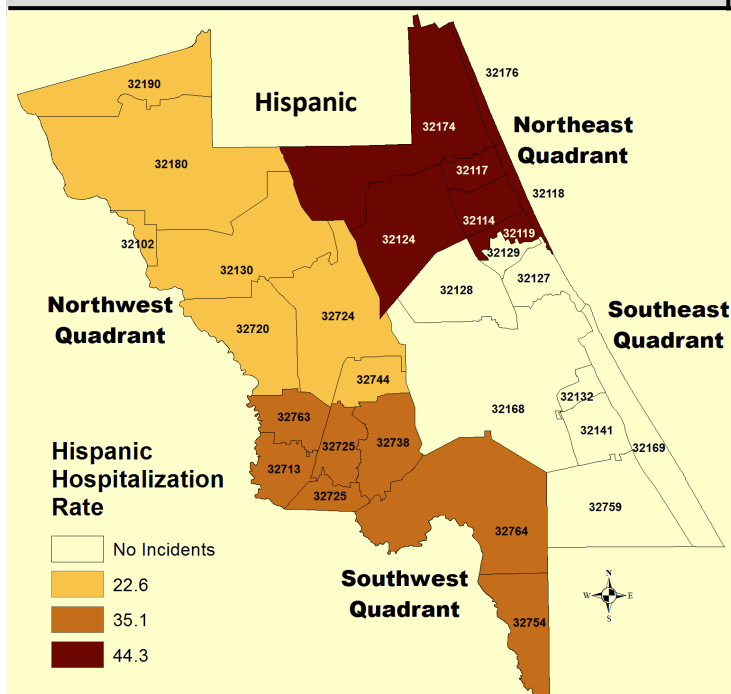 32190
Hispanic
32176
32174
Northeast
Quadrant
32180
32117
32118
32114
32119
32102
32124
32129
32130
32127
32128
Northwest
Quadrant
32720
32724
Southeast
Quadrant
32744
32132
32763
32168
32141
32725
32738
32169
Hispanic
Hospitalization
Rate
32713
32725
32759
32764
No Incidents
22.6
35.1
44.3
Southwest
Quadrant
N
W
E
S
32754